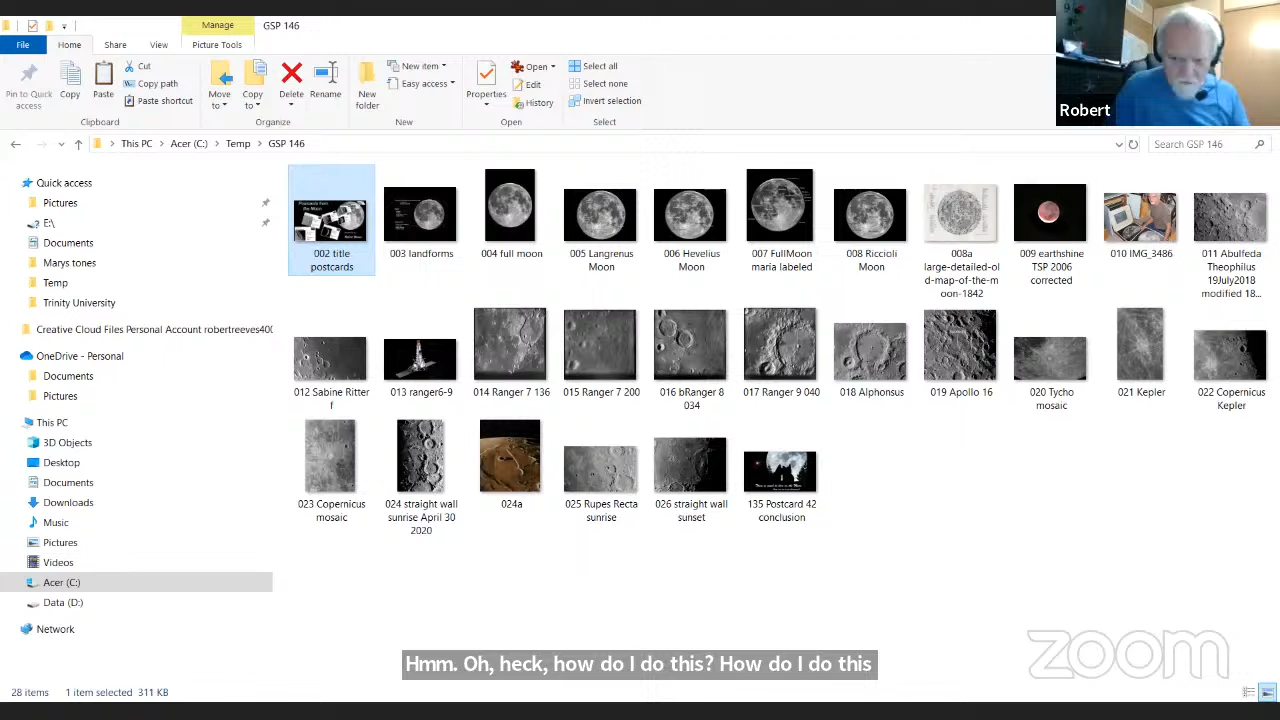 Manage
GSP 146
File
Home
Share
View
Picture Tools
Pin to Quick
access
Copy
Paste
Cut
Copy path
Paste shortcut
Clipboard
Move
to
Copy
to
Delete
Rename
Organize
New
folder
New item
Easy access
New
Properties
Open
Edit
History
Open
Select all
Select none
Invert selection
Select
Robert
This PC
Acer (C:)
Temp
GSP 146
Search GSP 146
Quick access
Pictures
E:\
Documents
Marys tones
Temp
Trinity University
Creative Cloud Files Personal Account robertreeves400
OneDrive - Personal
Documents
Pictures
This PC
3D Objects
Desktop
Documents
Downloads
Music
Pictures
Videos
Acer (C:)
Data (D:)
Network
Postcards from
the Moon
002 title
postcards
003 landforms
004 full moon
005 Langrenus
Moon
006 Hevelius
Moon
007 FullMoon
maria labeled
008 Riccioli
Moon
008a
large-detailed-ol
d-map-of-the-m
oon-1842
009 earthshine
TSP 2006
corrected
010 IMG_3486
011 Abulfeda
Theophilus
19July2018
modified 18...
012 Sabine Ritter
f
013 ranger6-9
014 Ranger 7 136
015 Ranger 7 200
016 bRanger 8
034
017 Ranger 9 040
018 Alphonsus
019 Apollo 16
020 Tycho
mosaic
021 Kepler
022 Copernicus
Kepler
023 Copernicus
mosaic
024 straight wall
sunrise April 30
2020
024a
025 Rupes Recta
sunrise
026 straight wall
sunset
135 Postcard 42
conclusion
Hmm. Oh, heck, how do I do this? How do I do this
zoom
28 items
1 item selected 311 KB